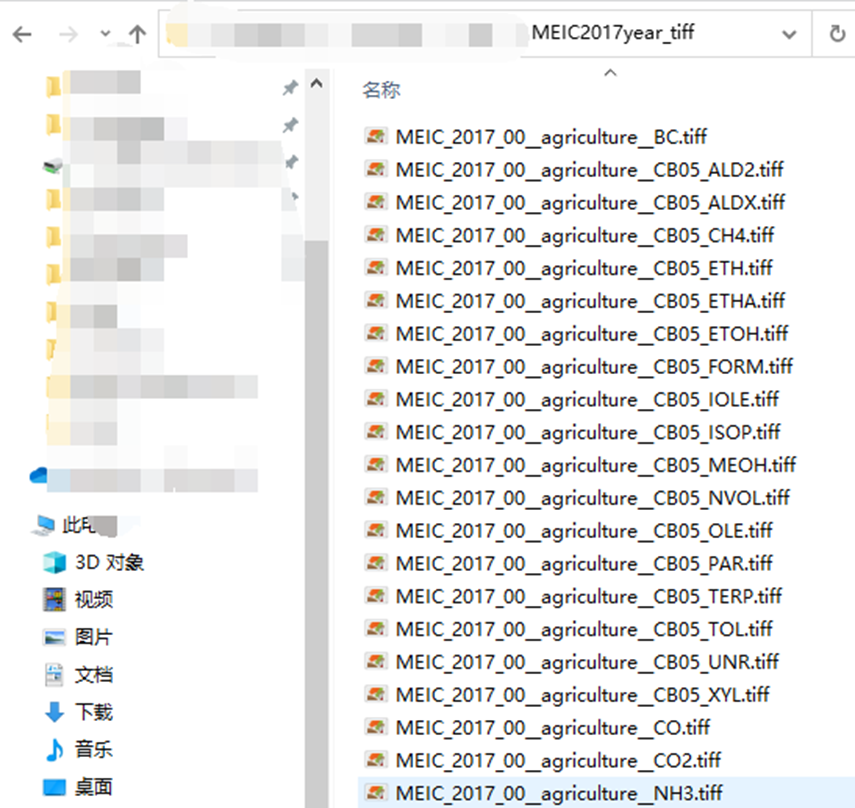 MEIC2017year_tiff
名称
MEIC_2017_00__agriculture__BC.tiff
MEIC_2017_00__agriculture__CB05_ALD2.tiff
MEIC_2017_00__agriculture__CB05_ALDX.tiff
MEIC_2017_00__agriculture__CB05_CH4.tiff
MEIC_2017_00__agriculture__CB05_ETH.tiff
MEIC_2017_00__agriculture__CB05_ETHA.tiff
MEIC_2017_00__agriculture__CB05_ETOH.tiff
MEIC_2017_00__agriculture__CB05_FORM.tiff
MEIC_2017_00__agriculture__CB05_IOLE.tiff
MEIC_2017_00__agriculture__CB05_ISOP.tiff
MEIC_2017_00__agriculture__CB05_MEOH.tiff
MEIC_2017_00__agriculture__CB05_NVOL.tiff
MEIC_2017_00__agriculture__CB05_OLE.tiff
MEIC_2017_00__agriculture__CB05_PAR.tiff
MEIC_2017_00__agriculture__CB05_TERP.tiff
MEIC_2017_00__agriculture__CB05_TOL.tiff
MEIC_2017_00__agriculture__CB05_UNR.tiff
MEIC_2017_00__agriculture__CB05_XYL.tiff
MEIC_2017_00__agriculture__CO.tiff
MEIC_2017_00__agriculture__CO2.tiff
MEIC_2017_00__agriculture__NH3.tiff
此
3D 对象
视频
图片
文档
下载
音乐
桌面